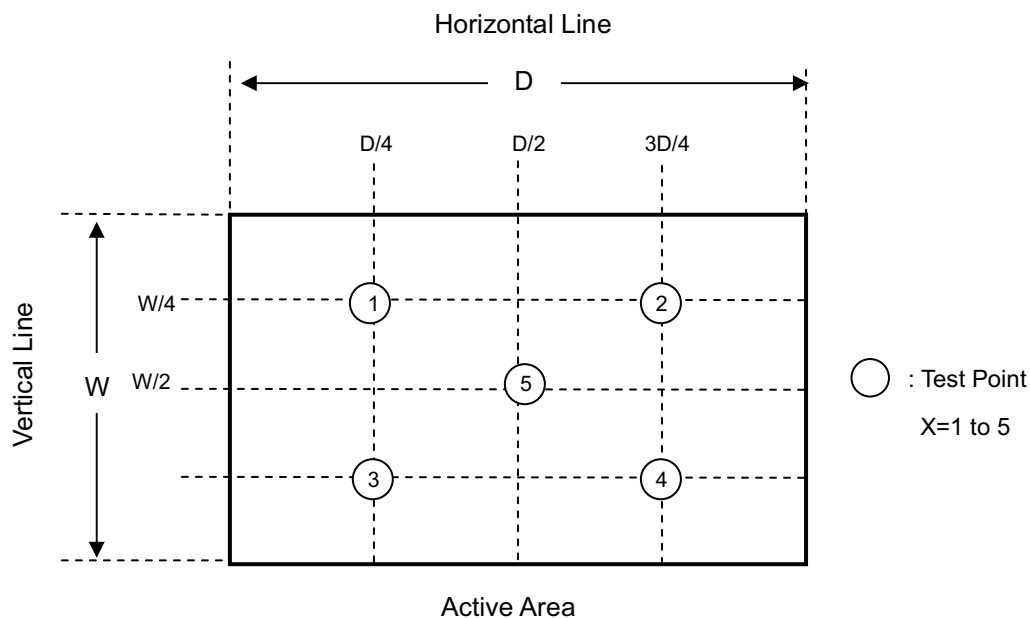 Horizontal Line
D
D/4
D/2
3D/4
W/4
1
2
Vertical Line
W
W/2
5
: Test Point
X=1 to 5
3
4
Active Area